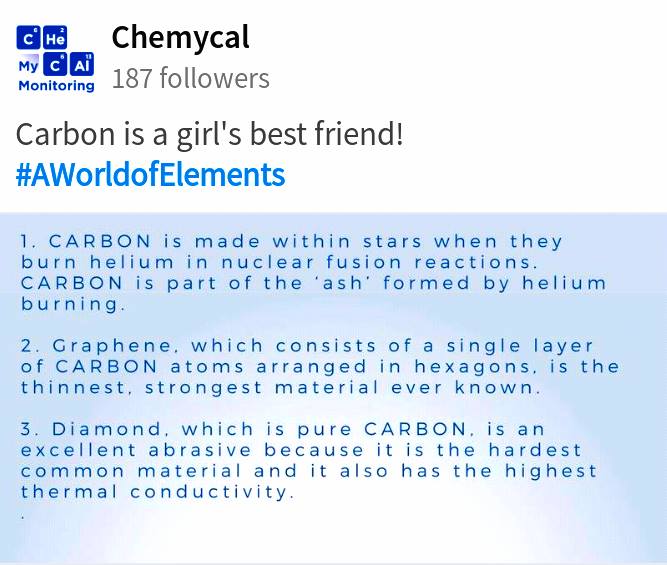 C 6 He 2
My C 6 Al 13
Monitoring
Chemycal
187 followers
Carbon is a girl's best friend!
#AWorldofElements
1. CARBON is made within stars when they
burn helium in nuclear fusion reactions.
CARBON is part of the ‘ash’ formed by helium
burning.
2. Graphene, which consists of a single layer
of CARBON atoms arranged in hexagons, is the
thinnest, strongest material ever known.
3. Diamond, which is pure CARBON, is an
excellent abrasive because it is the hardest
common material and it also has the highest
thermal conductivity.
.